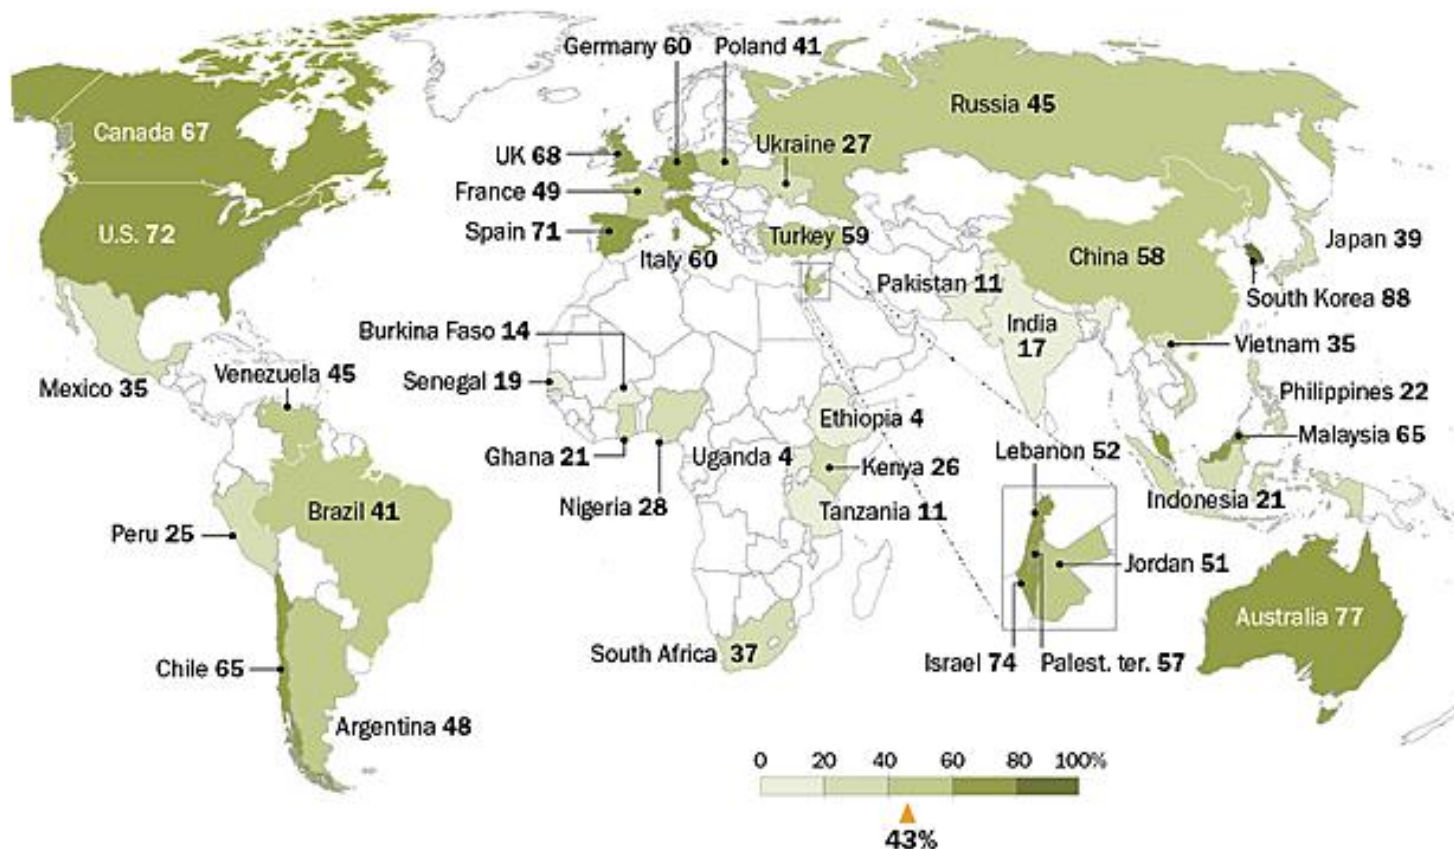 Germany 60
Poland 41
Russia 45
Canada 67
UK 68
Ukraine 27
France 49
U.S. 72
Spain 71
Turkey 59
Japan 39
Italy 60
China 58
Pakistan 11
South Korea 88
Burkina Faso 14
India
17
Vietnam 35
Venezuela 45
Senegal 19
Mexico 35
Philippines 22
Ethiopia 4
Malaysia 65
Lebanon 52
Ghana 21
Uganda 4
Kenya 26
Indonesia 21
Nigeria 28
Tanzania 11
Brazil 41
Peru 25
Jordan 51
Australia 77
South Africa 37
Israel 74
Palest. ter. 57
Chile 65
Argentina 48
0 20 40 60 80 100%
43%